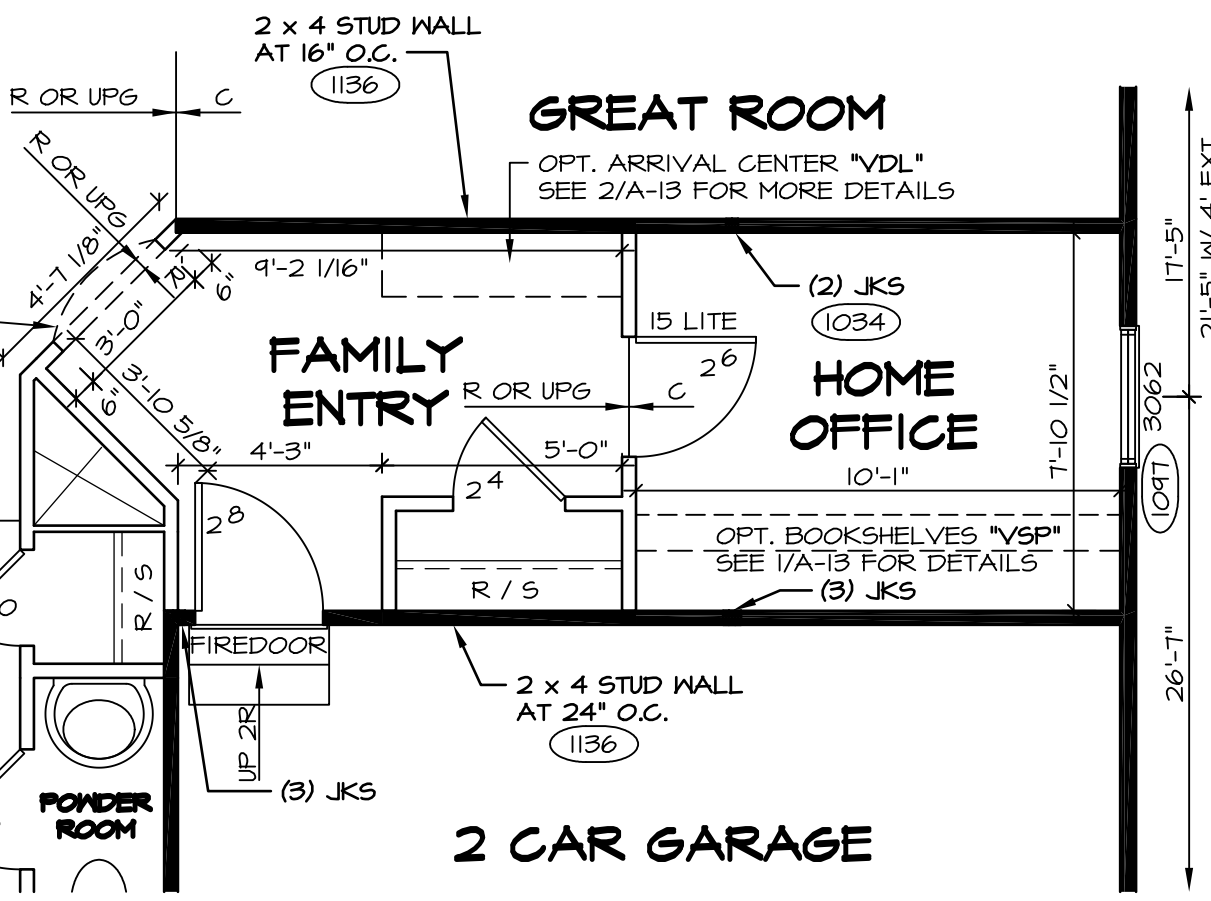 2 x 4 STUD WALL
AT 16" O.C.
1136
R OR UPG
C
GREAT ROOM
R OR UPG
OPT. ARRIVAL CENTER "VDL"
SEE 2/A-13 FOR MORE DETAILS
4'-7 1/8"
R
6"
9'-2 1/16"
17'-5"
21'-5" W/ 4' EXT
(2) JKS
1034
15 LITE
3'-0"
FAMILY
ENTRY
2 6
HOME
OFFICE
3062
3'-10 5/8"
6"
R OR UPG
C
7'-10 1/2"
4'-3"
5'-0"
10'-1"
1097
2 4
2 8
OPT. BOOKSHELVES "VSP"
SEE 1/A-13 FOR DETAILS
(3) JKS
R / S
R / S
FIREDOOR
26'-7"
2 x 4 STUD WALL
AT 24" O.C.
1136
UP 2R
(3) JKS
POWDER
ROOM
2 CAR GARAGE